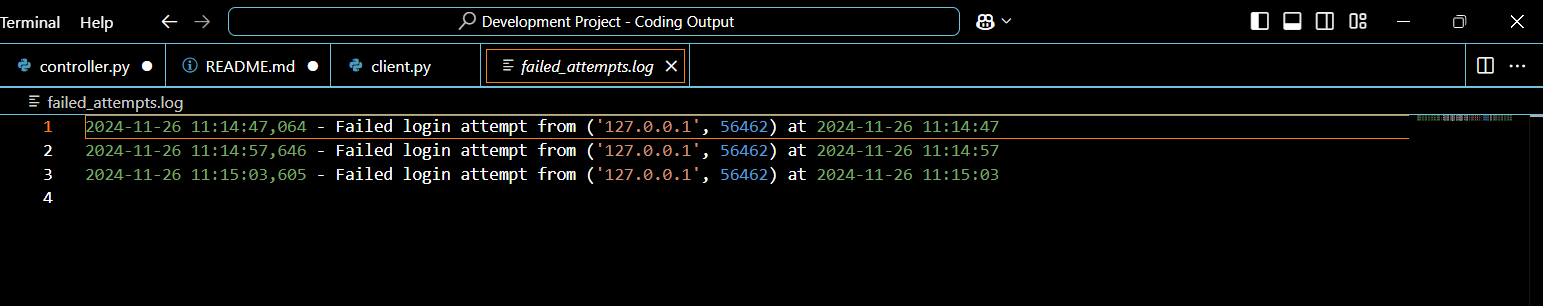 Terminal Help Development Project - Coding Output
controller.py README.md client.py failed_attempts.log
failed_attempts.log
1 2024-11-26 11:14:47,064 - Failed login attempt from ('127.0.0.1', 56462) at 2024-11-26 11:14:47
2 2024-11-26 11:14:57,646 - Failed login attempt from ('127.0.0.1', 56462) at 2024-11-26 11:14:57
3 2024-11-26 11:15:03,605 - Failed login attempt from ('127.0.0.1', 56462) at 2024-11-26 11:15:03
4